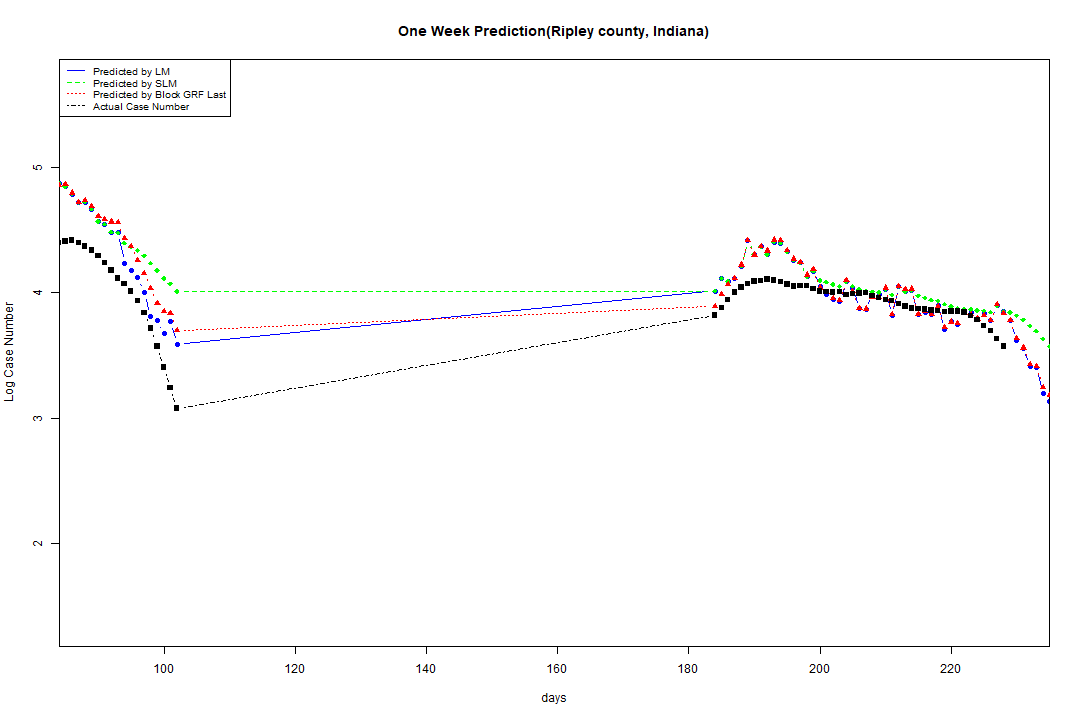 One Week Prediction(Ripley county, Indiana)
Predicted by LM
Predicted by SLM
Predicted by Block GRF Last
Actual Case Number
5
4
3
2
Log Case Number
100 120 140 160 180 200 220
days